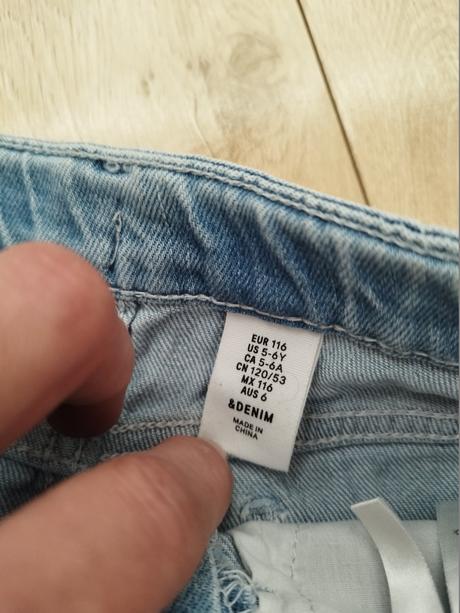 EUR 116
US 5-6Y
CA 5-6A
CN 120/53
MX 116
AUS 6
&DENIM
MADE IN
CHINA